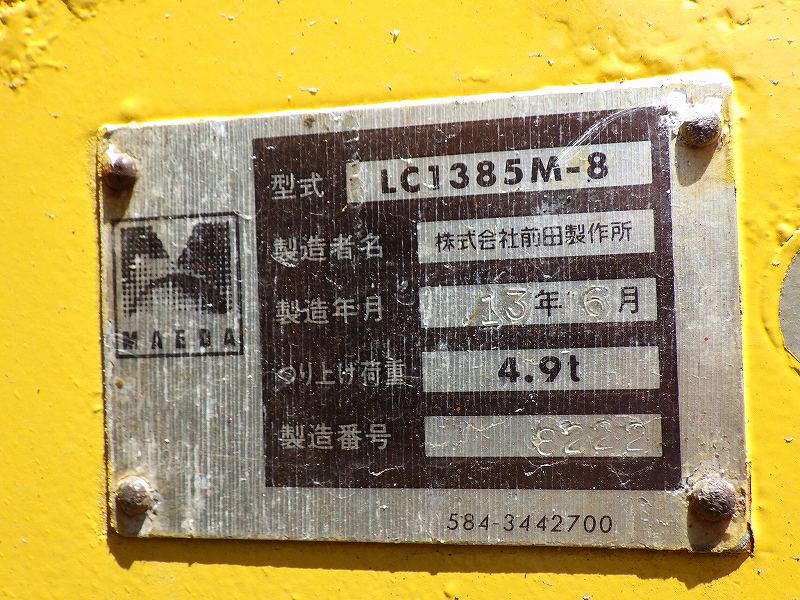 型式 LC1385M-8
製造者名 株式会社前田製作所
製造年月 13年 6月
つり上げ荷重 4.9t
製造番号 8222
MAEDA
584-3442700